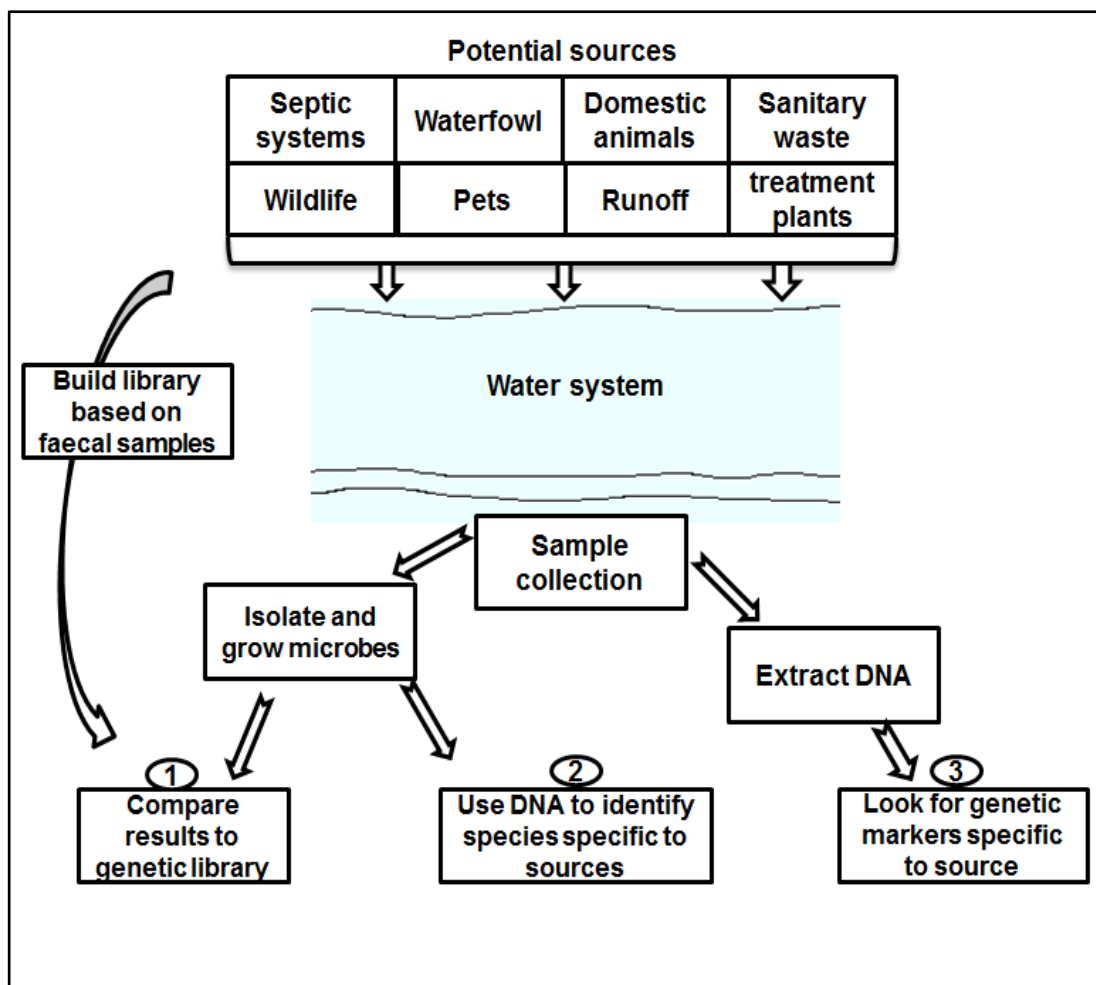 Potential sources
Septic
systems
Waterfowl
Domestic
animals
Sanitary
waste
Wildlife
Pets
Runoff
treatment
plants
Build library
based on
faecal samples
Water system
Sample
collection
Isolate and
grow microbes
Extract DNA
1
Compare
results to
genetic library
2
Use DNA to identify
species specific to
sources
3
Look for genetic
markers specific
to source